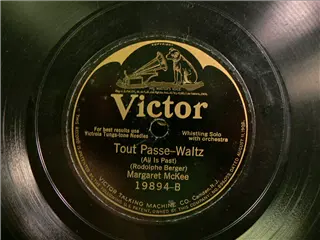 Victor
For best results use
Victrola Tungs-tone Needles
Whistling Solo
with orchestra
Tout Passe-Waltz
(All Is Past)
(Rodolphe Berger)
Margaret McKee
19894-B
VICTOR TALKING MACHINE CO. Camden, N.J.